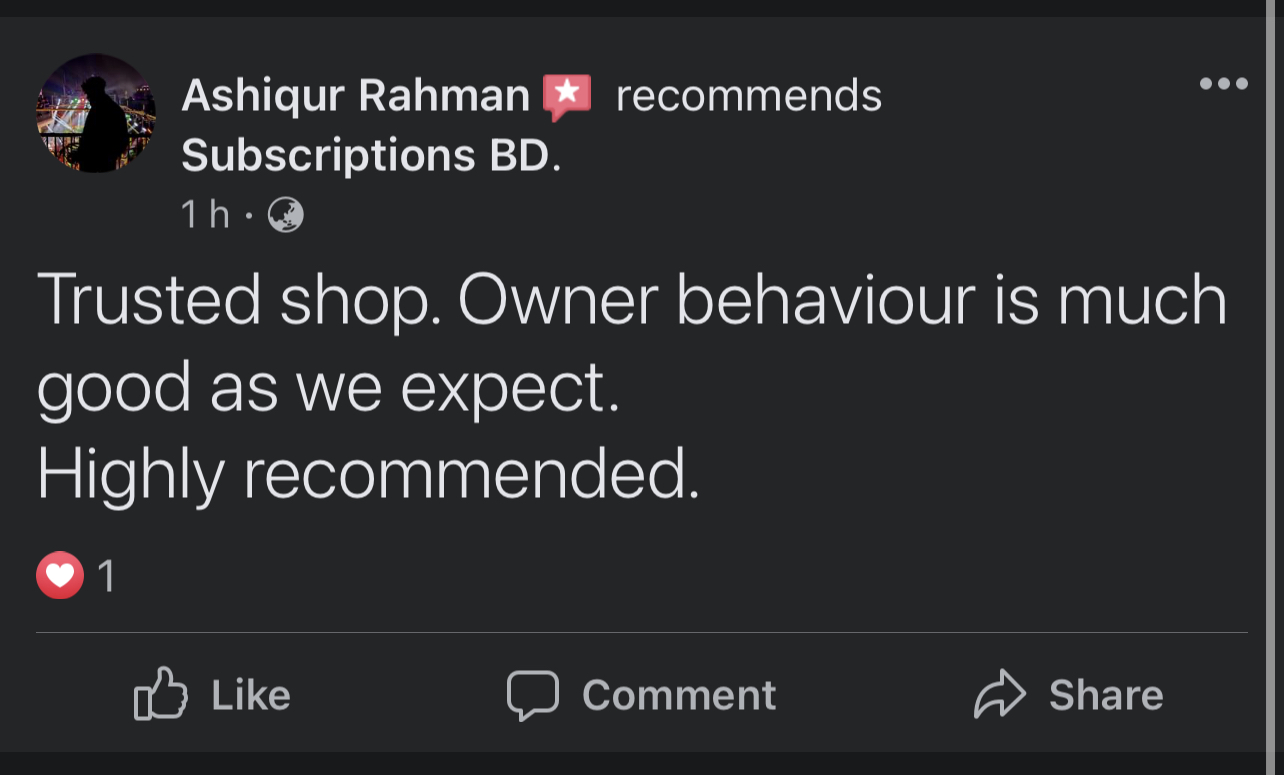 Ashiqur Rahman recommends
Subscriptions BD.
1 h ·
Trusted shop. Owner behaviour is much
good as we expect.
Highly recommended.
1
Like Comment Share